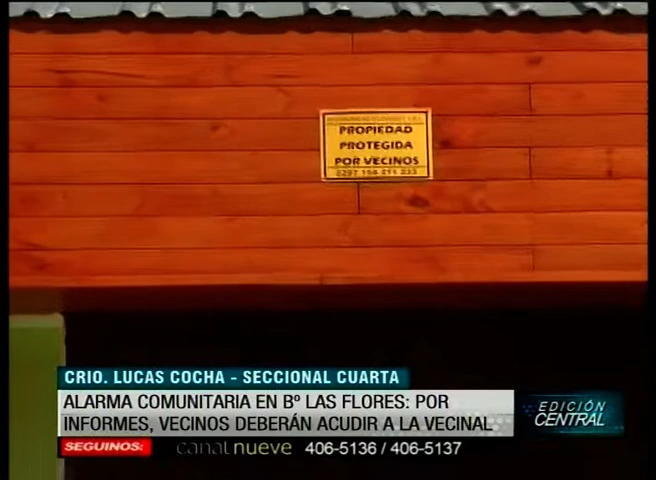 PROPIEDAD
PROTEGIDA
POR VECINOS
CRIO. LUCAS COCHA - SECCIONAL CUARTA
ALARMA COMUNITARIA EN Bº LAS FLORES: POR
INFORMES, VECINOS DEBERÁN ACUDIR A LA VECINAL
EDICIÓN
CENTRAL
SEGUINOS: canal nueve 406-5136 / 406-5137